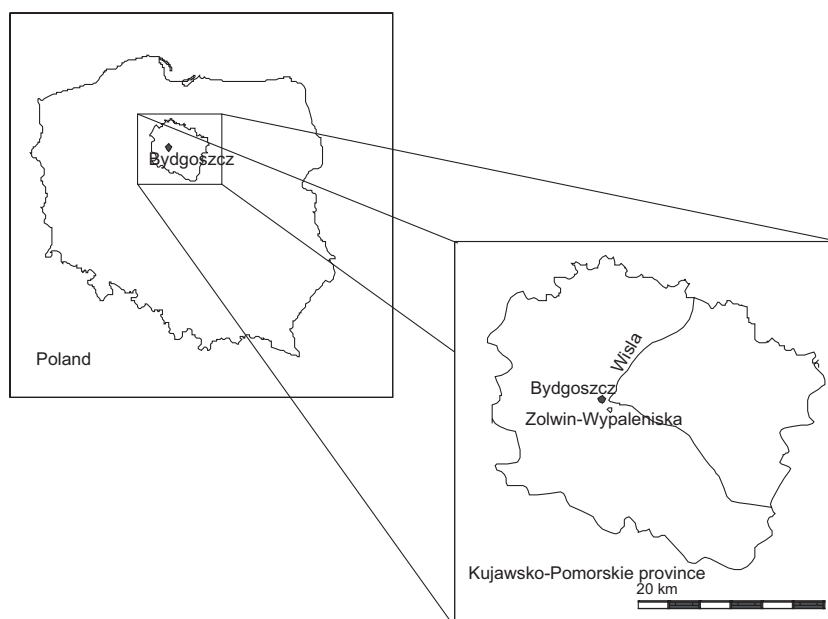 Bydgoszcz
Poland
Wisla
Bydgoszcz
Zolwin-Wypaleniska
Kujawsko-Pomorskie province
20 km